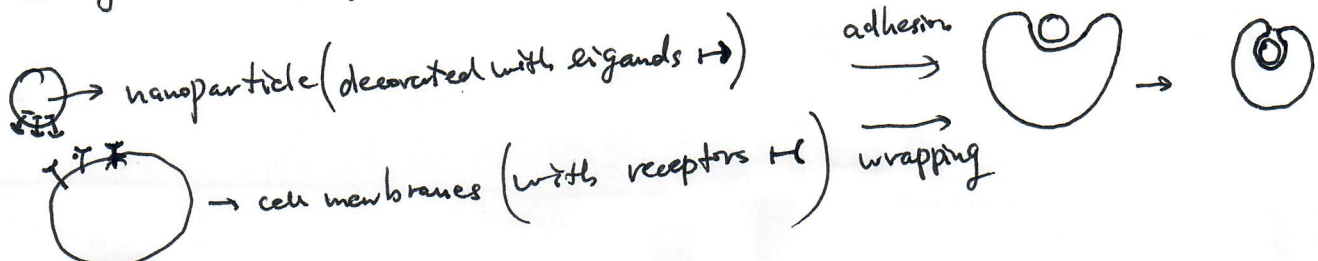 nanoparticle (decorated with ligands ↦)
adhesion
cell membranes (with receptors)
wrapping